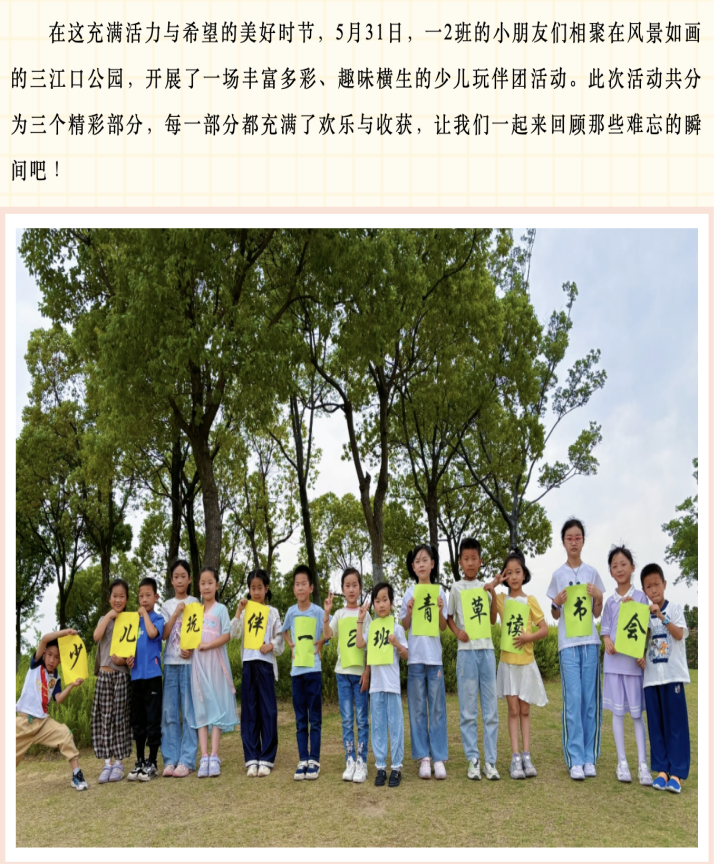 在这充满活力与希望的美好时节，5月31日，一2班的小朋友们相聚在风景如画
的三江口公园，开展了一场丰富多彩、趣味横生的少儿玩伴团活动。此次活动共分
为三个精彩部分，每一部分都充满了欢乐与收获，让我们一起来回顾那些难忘的瞬
间吧！
少儿玩伴一2班青草读书会